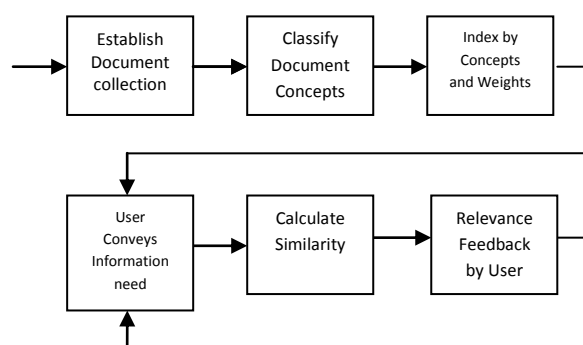 Establish
Document
collection
Classify
Document
Concepts
Index by
Concepts
and Weights
User
Conveys
Information
need
Calculate
Similarity
Relevance
Feedback
by User